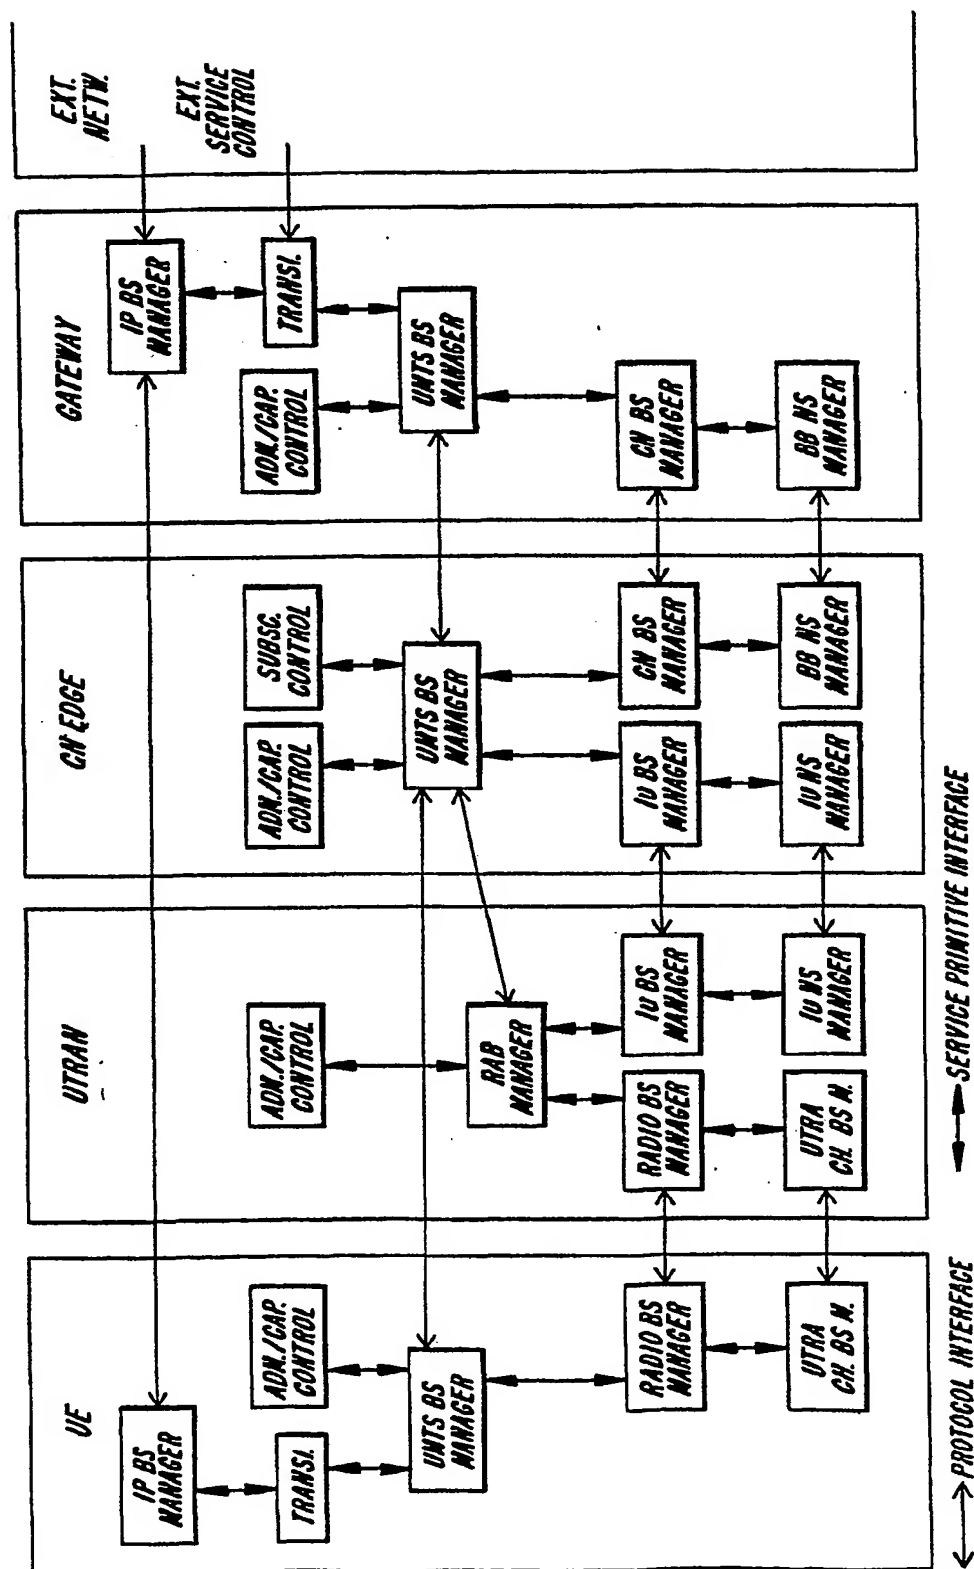 UE
IP BS
MANAGER
TRANSL.
ADM./CAP.
CONTROL
UMTS BS
MANAGER
RADIO BS
MANAGER
UTRA
CH. BS M.
UTRAN
ADM./CAP.
CONTROL
RAB
MANAGER
RADIO BS
MANAGER
IU BS
MANAGER
UTRA
CH. BS M.
IU NS
MANAGER
CN EDGE
ADM./CAP.
CONTROL
SUBSC.
CONTROL
UMTS BS
MANAGER
IU BS
MANAGER
CN BS
MANAGER
IU NS
MANAGER
BB NS
MANAGER
GATEWAY
IP BS
MANAGER
ADM./CAP.
CONTROL
TRANSL.
UMTS BS
MANAGER
CN BS
MANAGER
BB NS
MANAGER
EXT.
NETW.
EXT.
SERVICE
CONTROL
PROTOCOL INTERFACE
SERVICE PRIMITIVE INTERFACE